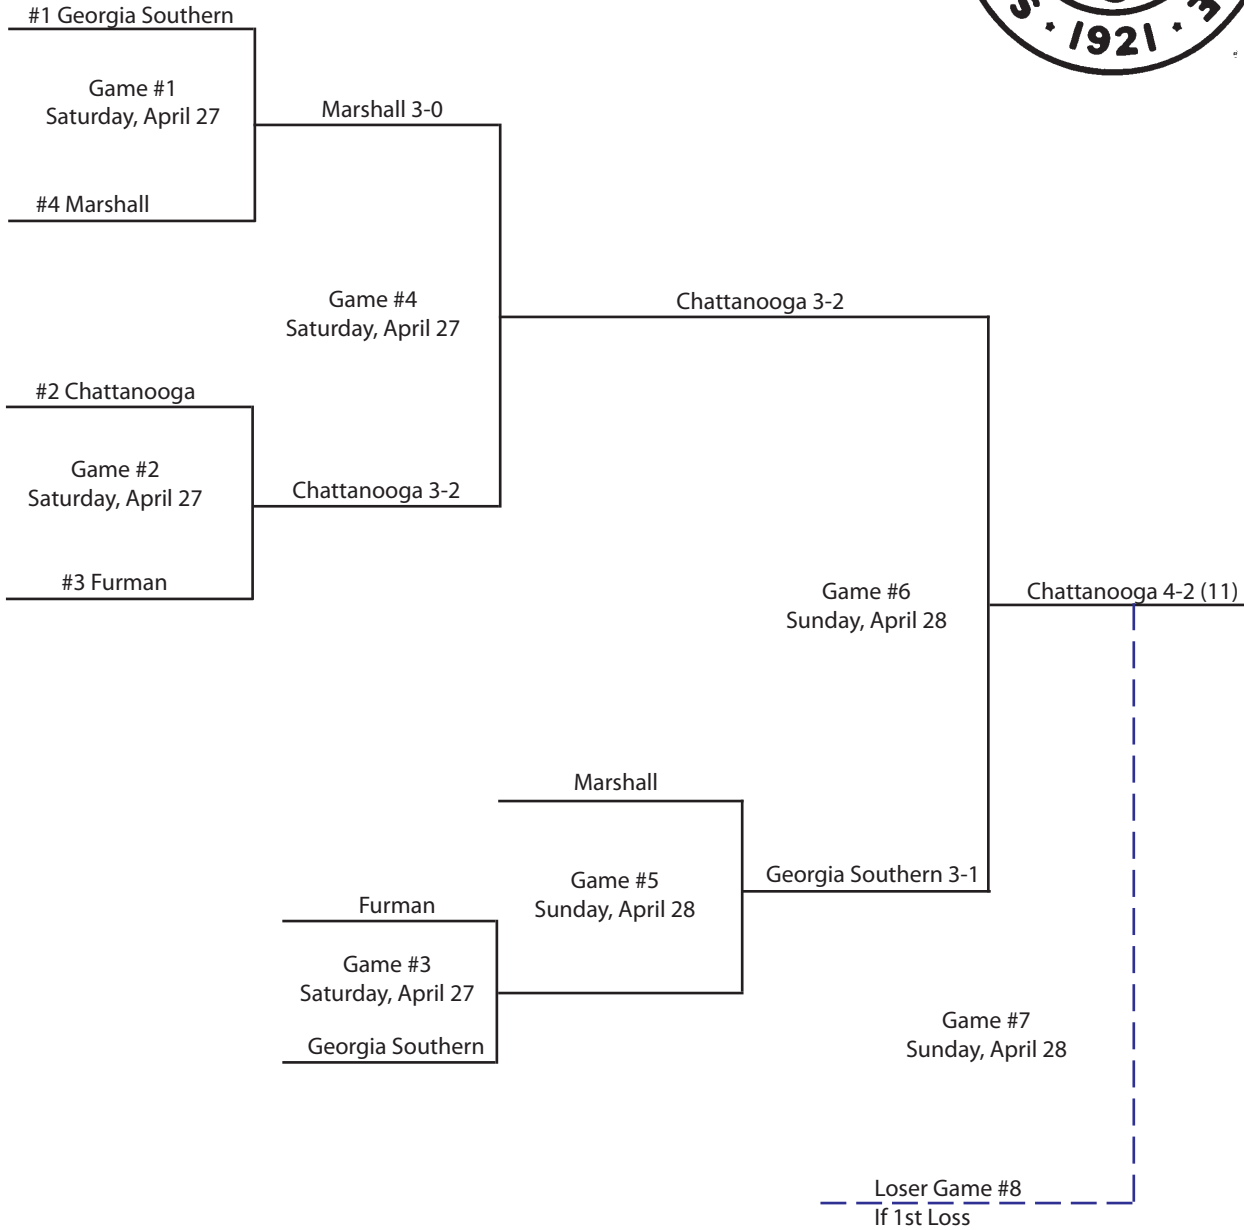 #1 Georgia Southern
· 1921 ·
Game #1
Saturday, April 27
Marshall 3-0
#4 Marshall
Game #4
Saturday, April 27
Chattanooga 3-2
#2 Chattanooga
Game #2
Saturday, April 27
Chattanooga 3-2
#3 Furman
Game #6
Sunday, April 28
Chattanooga 4-2 (11)
Marshall
Game #5
Sunday, April 28
Georgia Southern 3-1
Furman
Game #3
Saturday, April 27
Georgia Southern
Game #7
Sunday, April 28
Loser Game #8
If 1st Loss